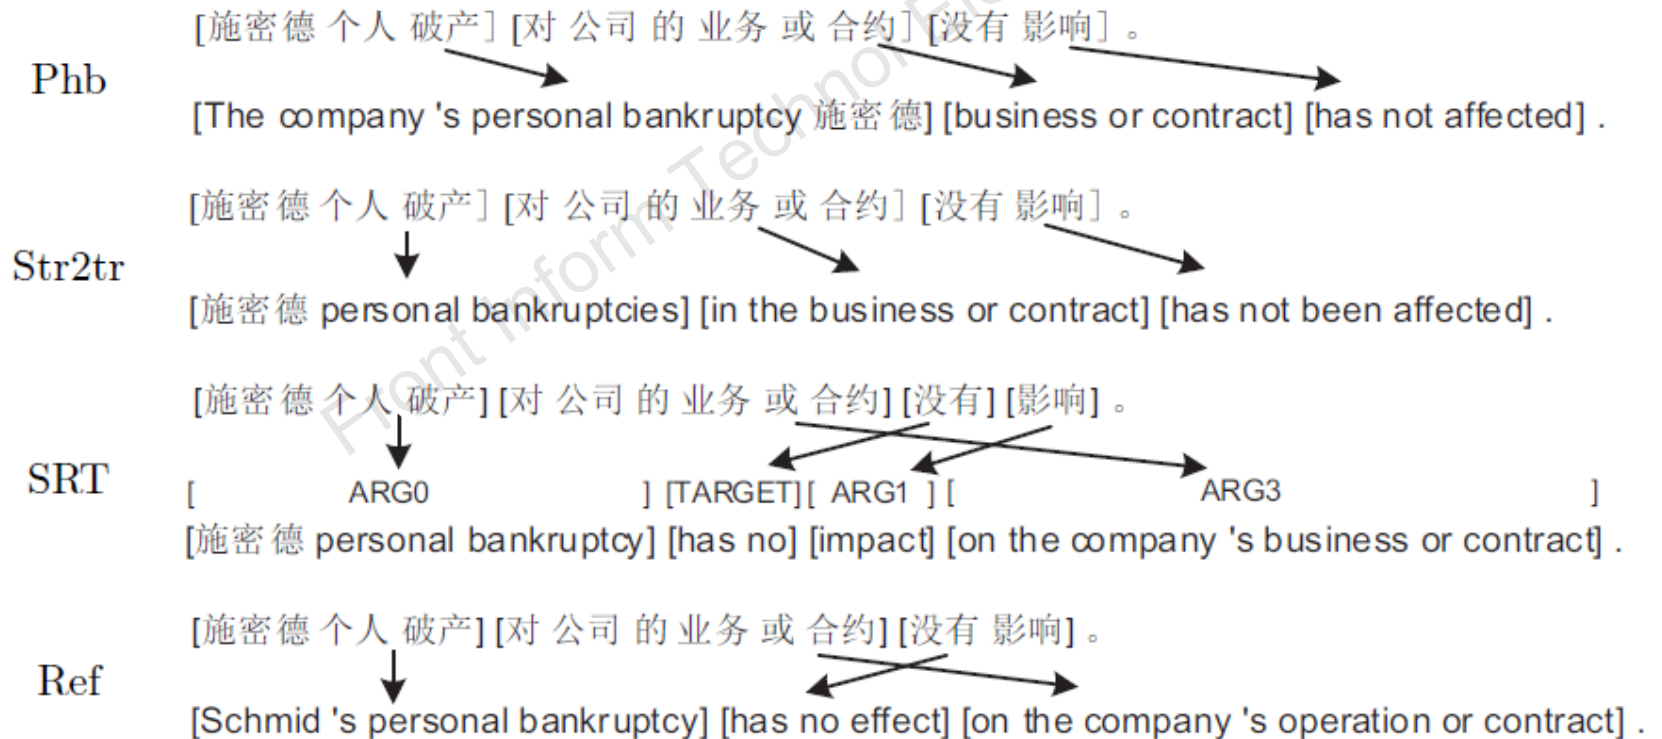 [施密德 个人 破产] [对 公司 的 业务 或 合约] [没有 影响] 。
Phb
[The company 's personal bankruptcy 施密德] [business or contract] [has not affected] .
[施密德 个人 破产] [对 公司 的 业务 或 合约] [没有 影响] 。
Str2tr
[施密德 personal bankruptcies] [in the business or contract] [has not been affected] .
[施密德 个人 破产] [对 公司 的 业务 或 合约] [没有] [影响] 。
SRT
[ ARG0 ] [TARGET] [ ARG1 ] [ ARG3 ]
[施密德 personal bankruptcy] [has no] [impact] [on the company 's business or contract] .
[施密德 个人 破产] [对 公司 的 业务 或 合约] [没有 影响] 。
Ref
[Schmid 's personal bankruptcy] [has no effect] [on the company 's operation or contract] .
Front Inform Technol